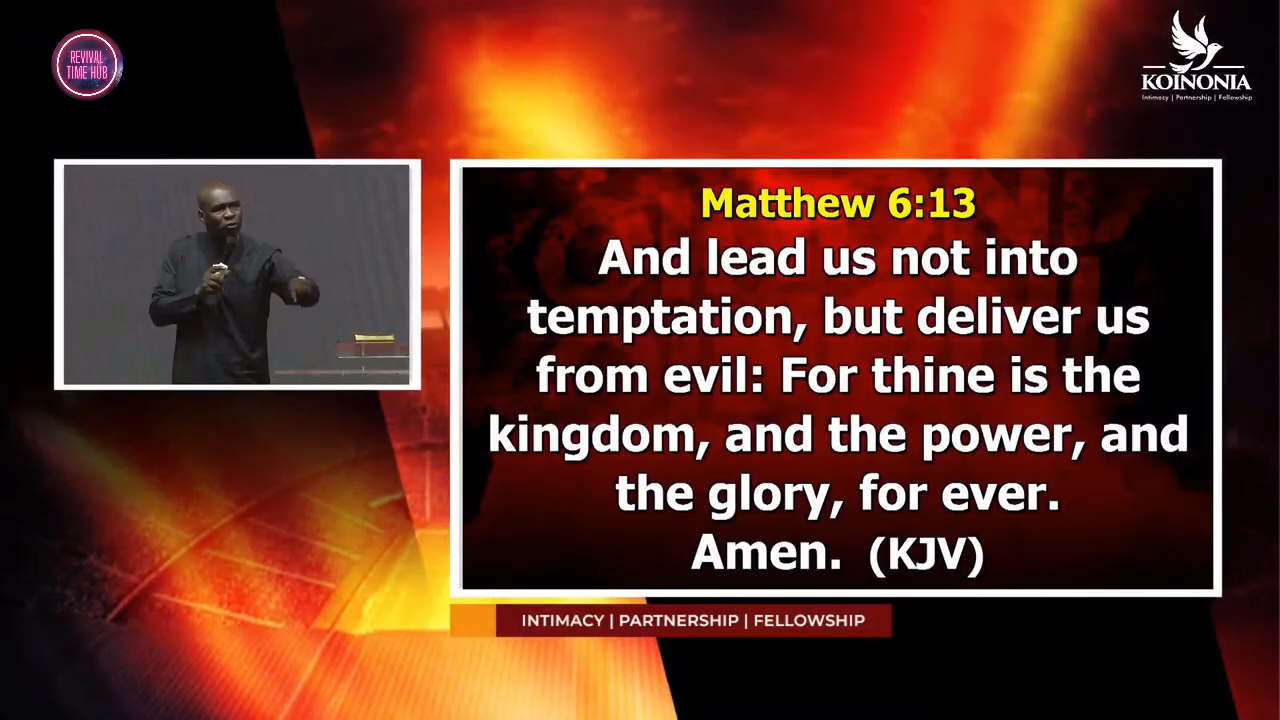 REVIVAL
TIME HUB
KOINONIA
Intimacy | Partnership | Fellowship
Matthew 6:13
And lead us not into
temptation, but deliver us
from evil: For thine is the
kingdom, and the power, and
the glory, for ever.
Amen. (KJV)
INTIMACY | PARTNERSHIP | FELLOWSHIP